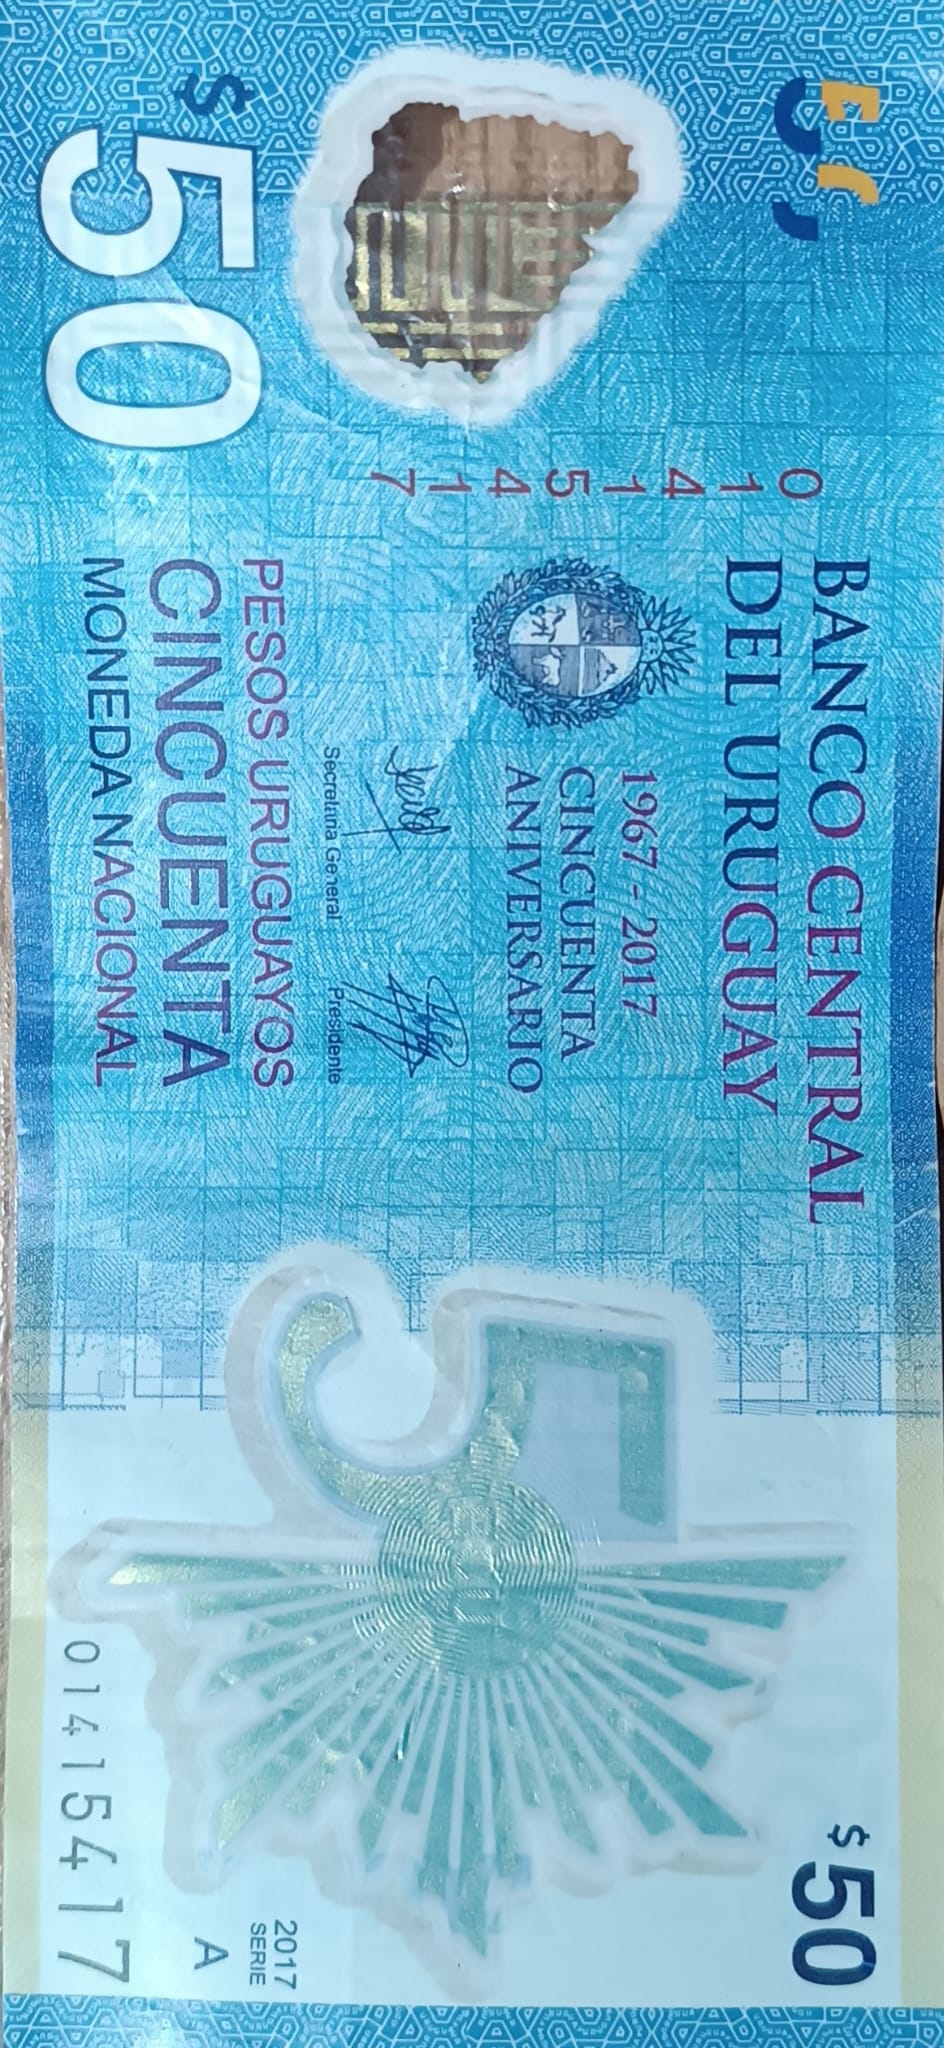 BANCO CENTRAL
DEL URUGUAY
$50
01415417
1967 - 2017
CINCUENTA
ANIVERSARIO
BCU
5
Secretaria General
Presidente
PESOS URUGUAYOS
CINCUENTA
MONEDA NACIONAL
$50
2017
SERIE
A
01415417